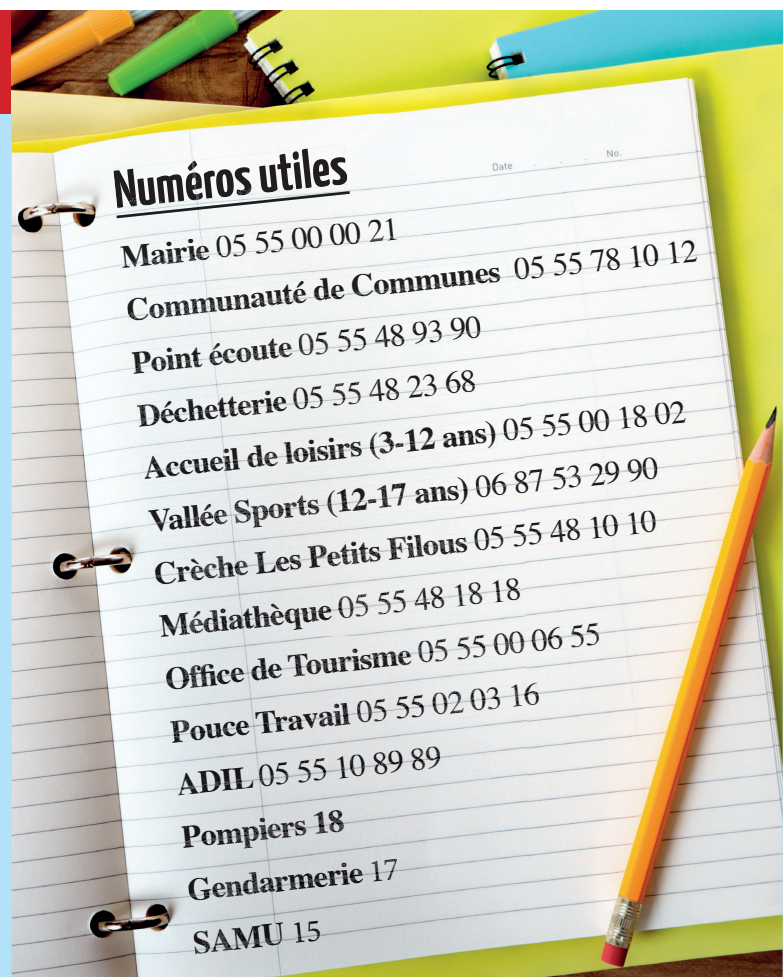 Date . . . No.
Numéros utiles
Mairie 05 55 00 00 21
Communauté de Communes 05 55 78 10 12
Point écoute 05 55 48 93 90
Déchetterie 05 55 48 23 68
Accueil de loisirs (3-12 ans) 05 55 00 18 02
Vallée Sports (12-17 ans) 06 87 53 29 90
Crèche Les Petits Filous 05 55 48 10 10
Médiathèque 05 55 48 18 18
Office de Tourisme 05 55 00 06 55
Pouce Travail 05 55 02 03 16
ADIL 05 55 10 89 89
Pompiers 18
Gendarmerie 17
SAMU 15